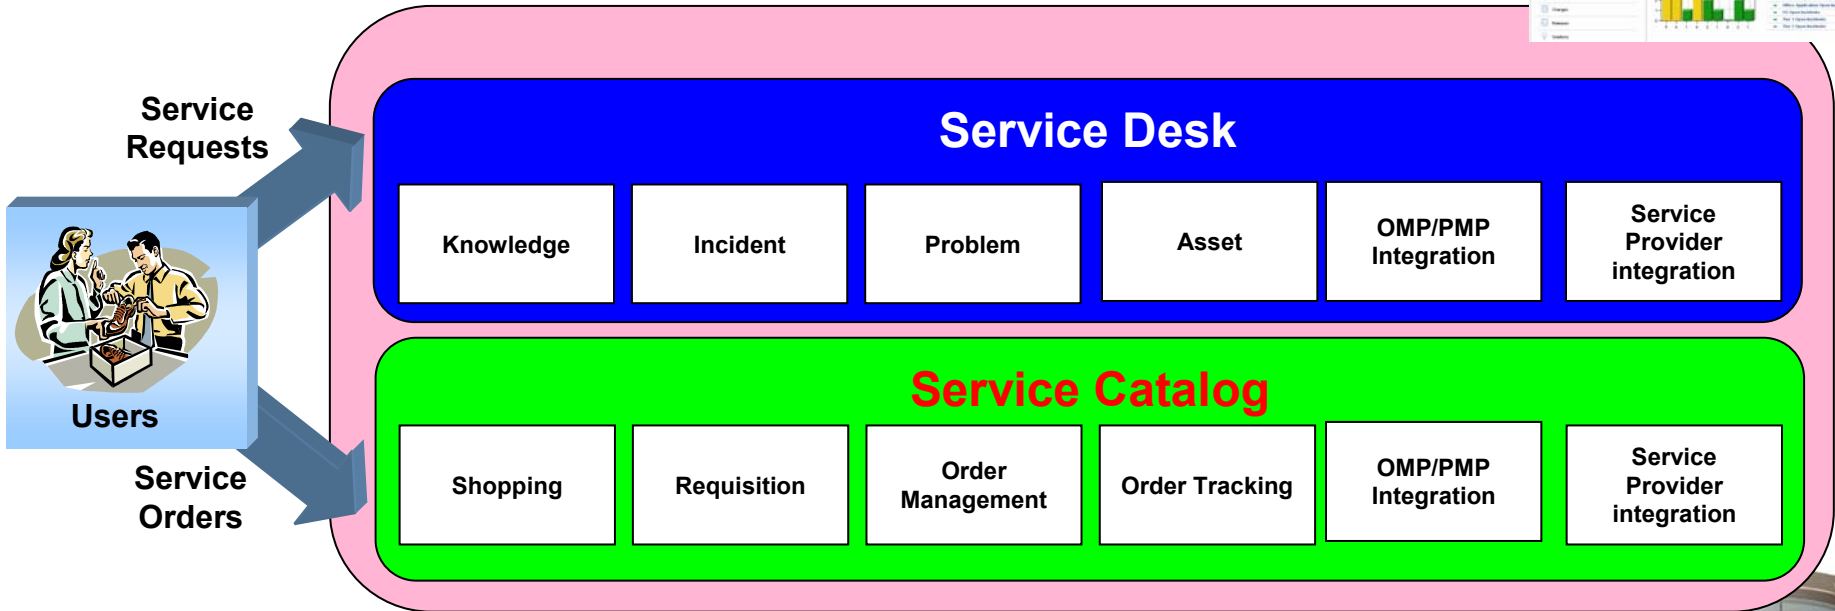 Service
Requests
Service Desk
Knowledge
Incident
Problem
Asset
OMP/PMP
Integration
Service
Provider
integration
Users
Service Catalog
Service
Orders
Shopping
Requisition
Order
Management
Order Tracking
OMP/PMP
Integration
Service
Provider
integration